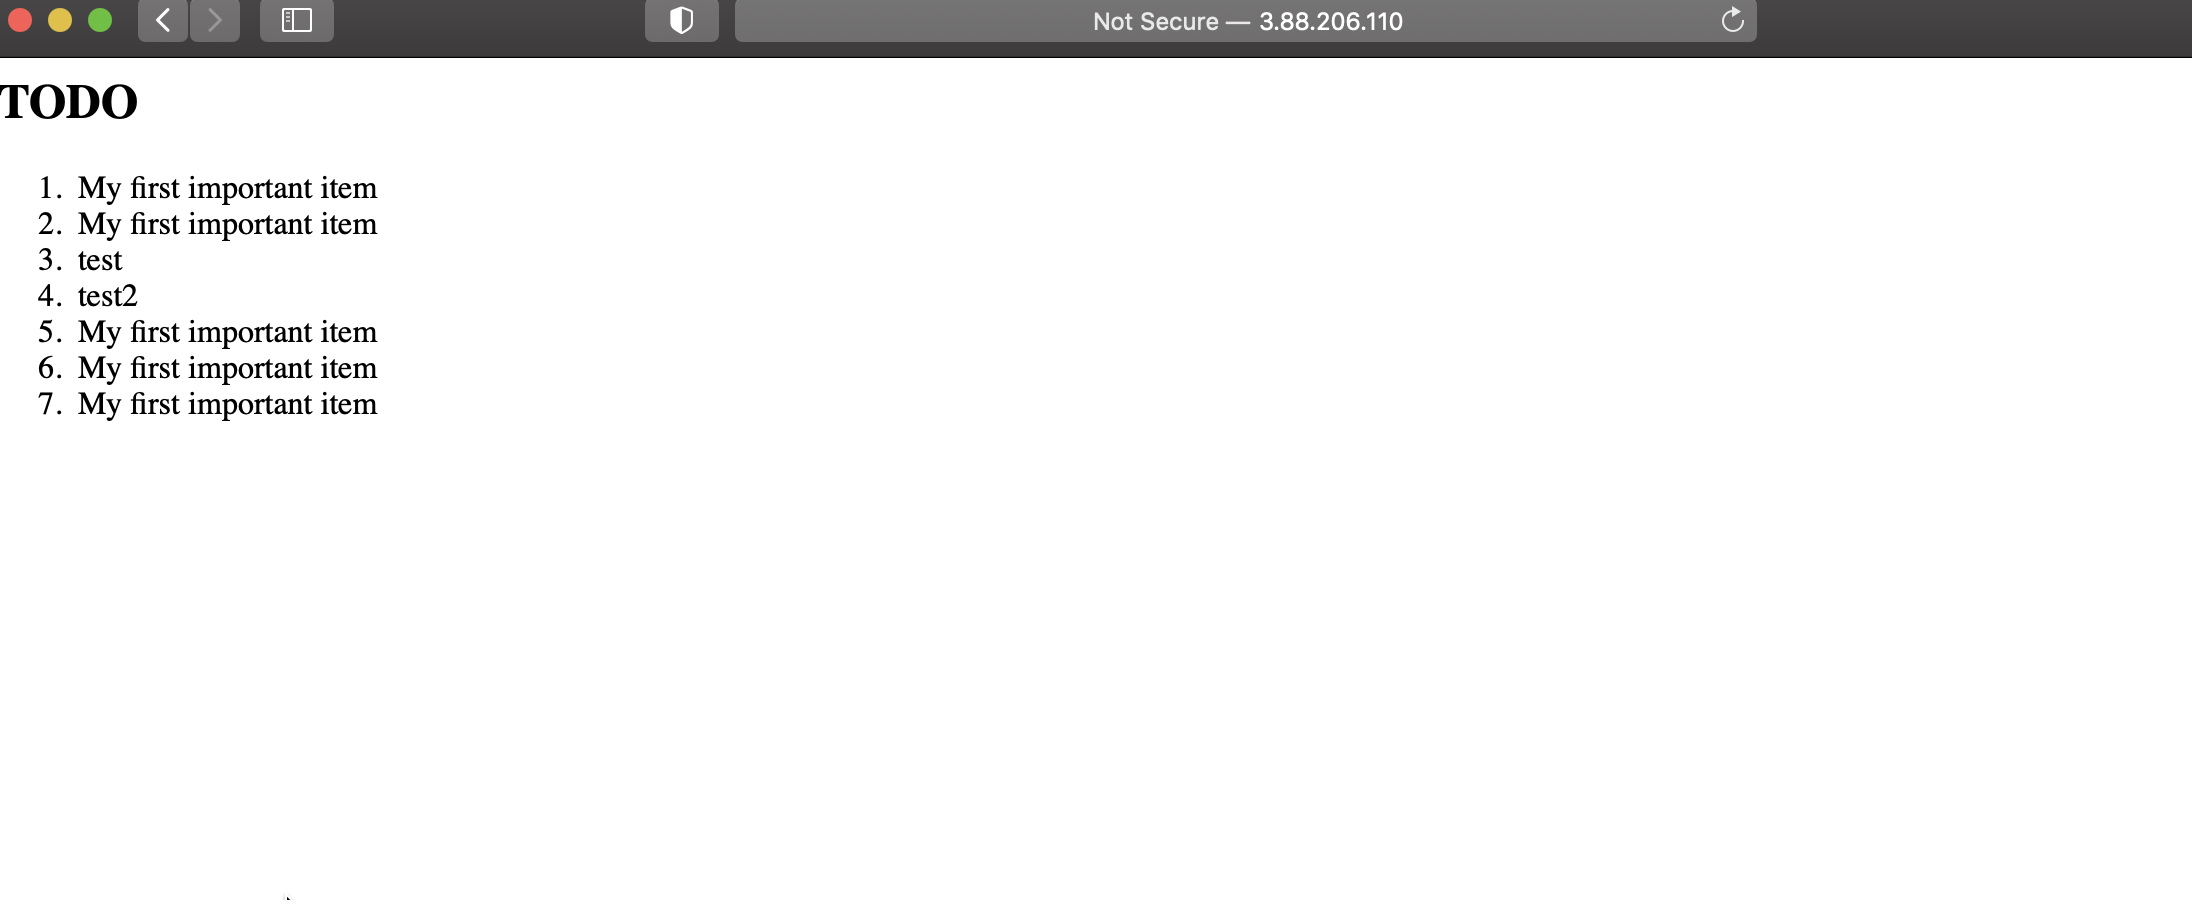 Not Secure — 3.88.206.110
TODO
1. My first important item
2. My first important item
3. test
4. test2
5. My first important item
6. My first important item
7. My first important item